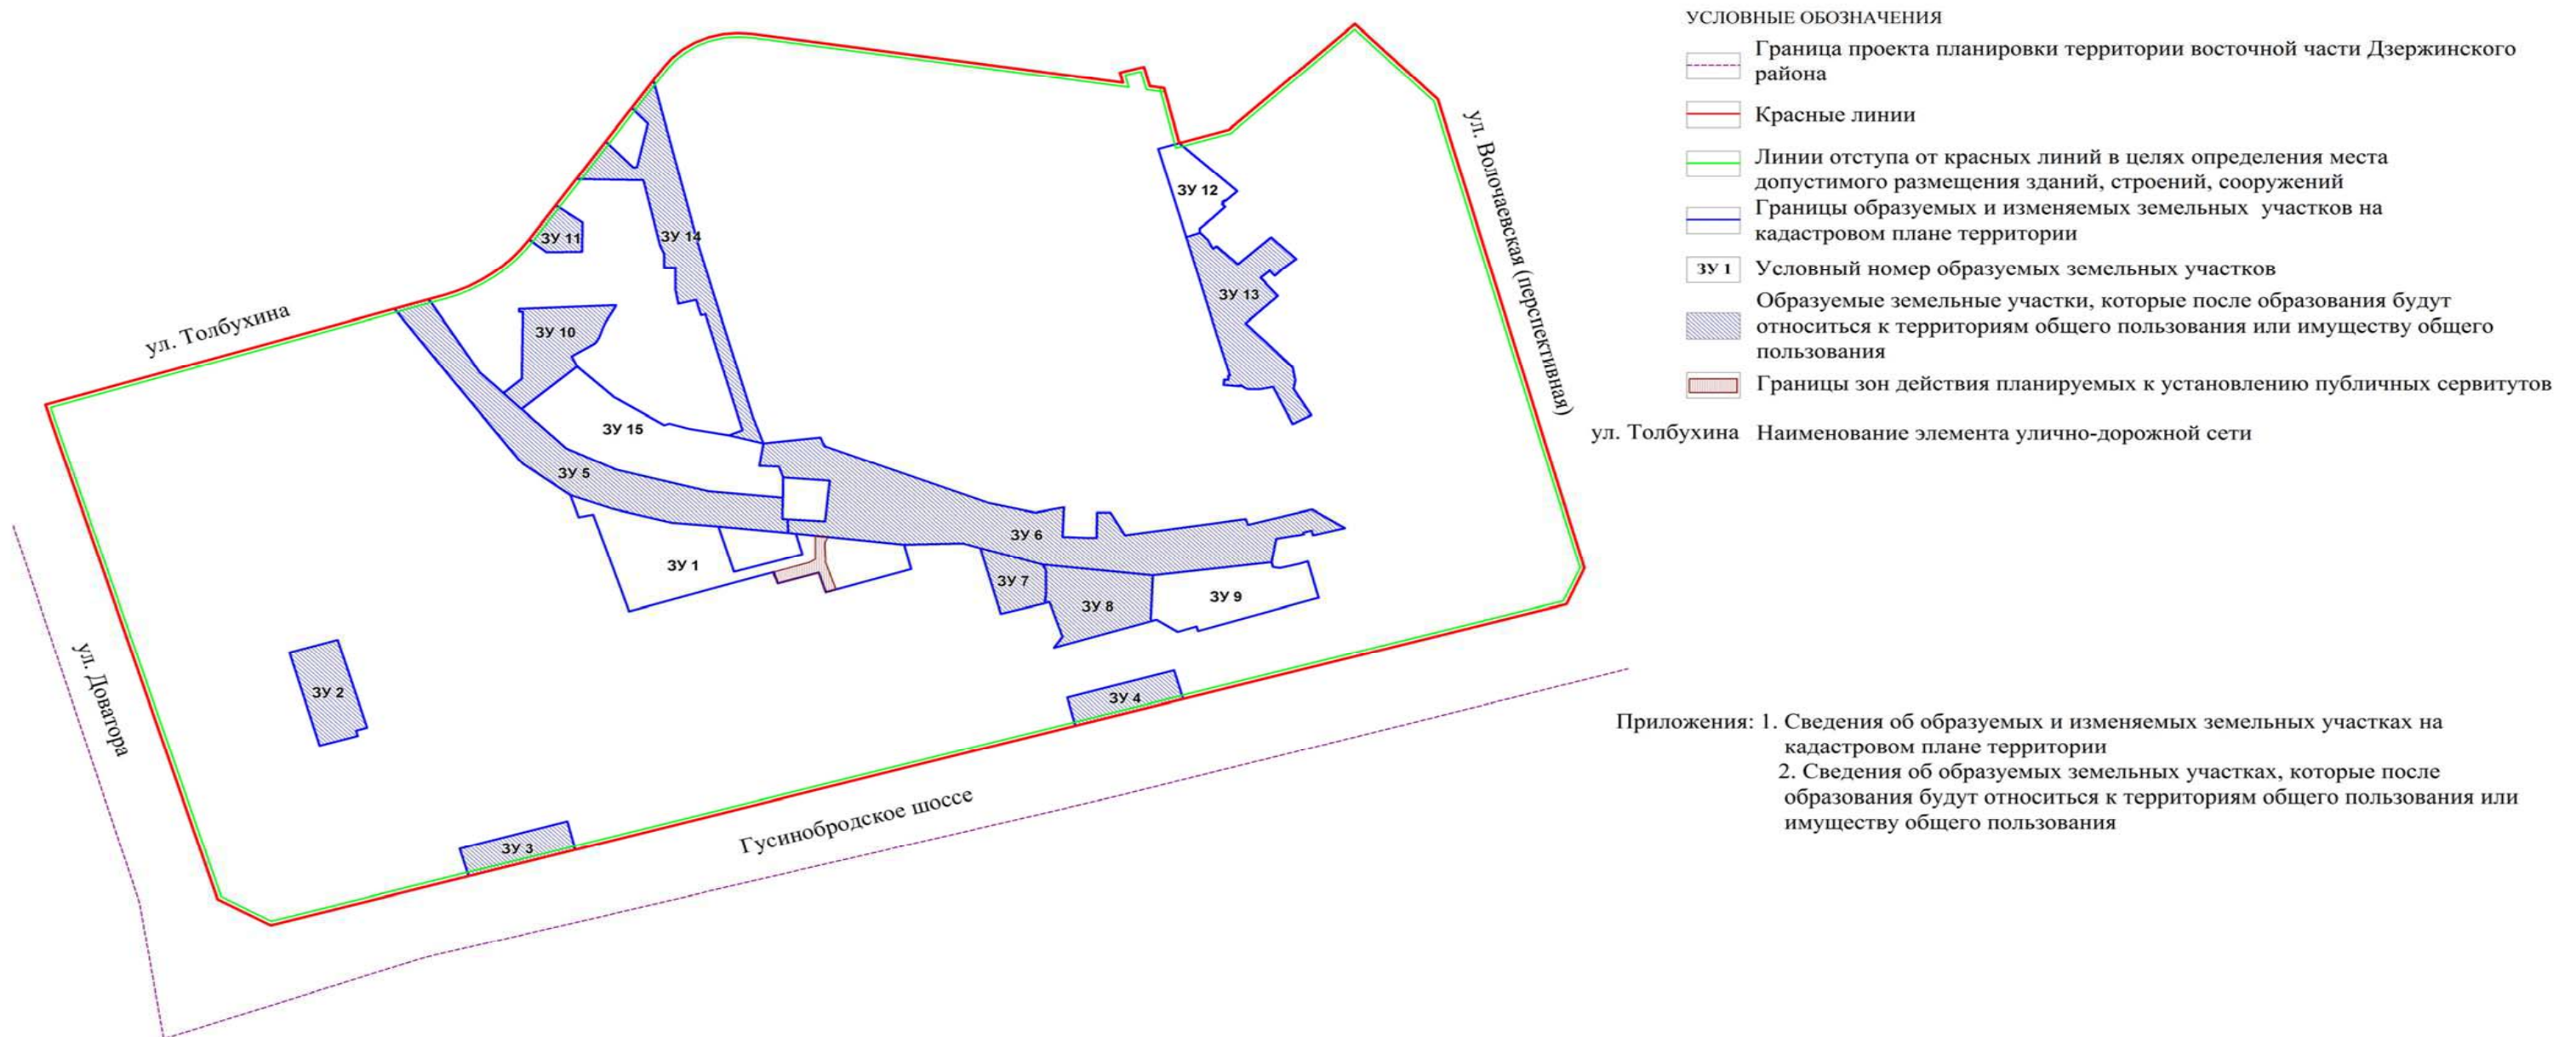 УСЛОВНЫЕ ОБОЗНАЧЕНИЯ
Граница проекта планировки территории восточной части Дзержинского
района
Красные линии
Линии отступа от красных линий в целях определения места
допустимого размещения зданий, строений, сооружений
Границы образуемых и изменяемых земельных участков на
кадастровом плане территории
ЗУ 1 Условный номер образуемых земельных участков
Образуемые земельные участки, которые после образования будут
относиться к территориям общего пользования или имуществу общего
пользования
Границы зон действия планируемых к установлению публичных сервитутов
ул. Толбухина Наименование элемента улично-дорожной сети
Приложения: 1. Сведения об образуемых и изменяемых земельных участках на
кадастровом плане территории
2. Сведения об образуемых земельных участках, которые после
образования будут относиться к территориям общего пользования или
имуществу общего пользования
ул. Толбухина
ул. Волочаевская (перспективная)
ул. Доватора
Гусинобродское шоссе
ЗУ 12
ЗУ 11
ЗУ 14
ЗУ 13
ЗУ 10
ЗУ 15
ЗУ 5
ЗУ 6
ЗУ 1
ЗУ 7
ЗУ 8
ЗУ 9
ЗУ 2
ЗУ 4
ЗУ 3